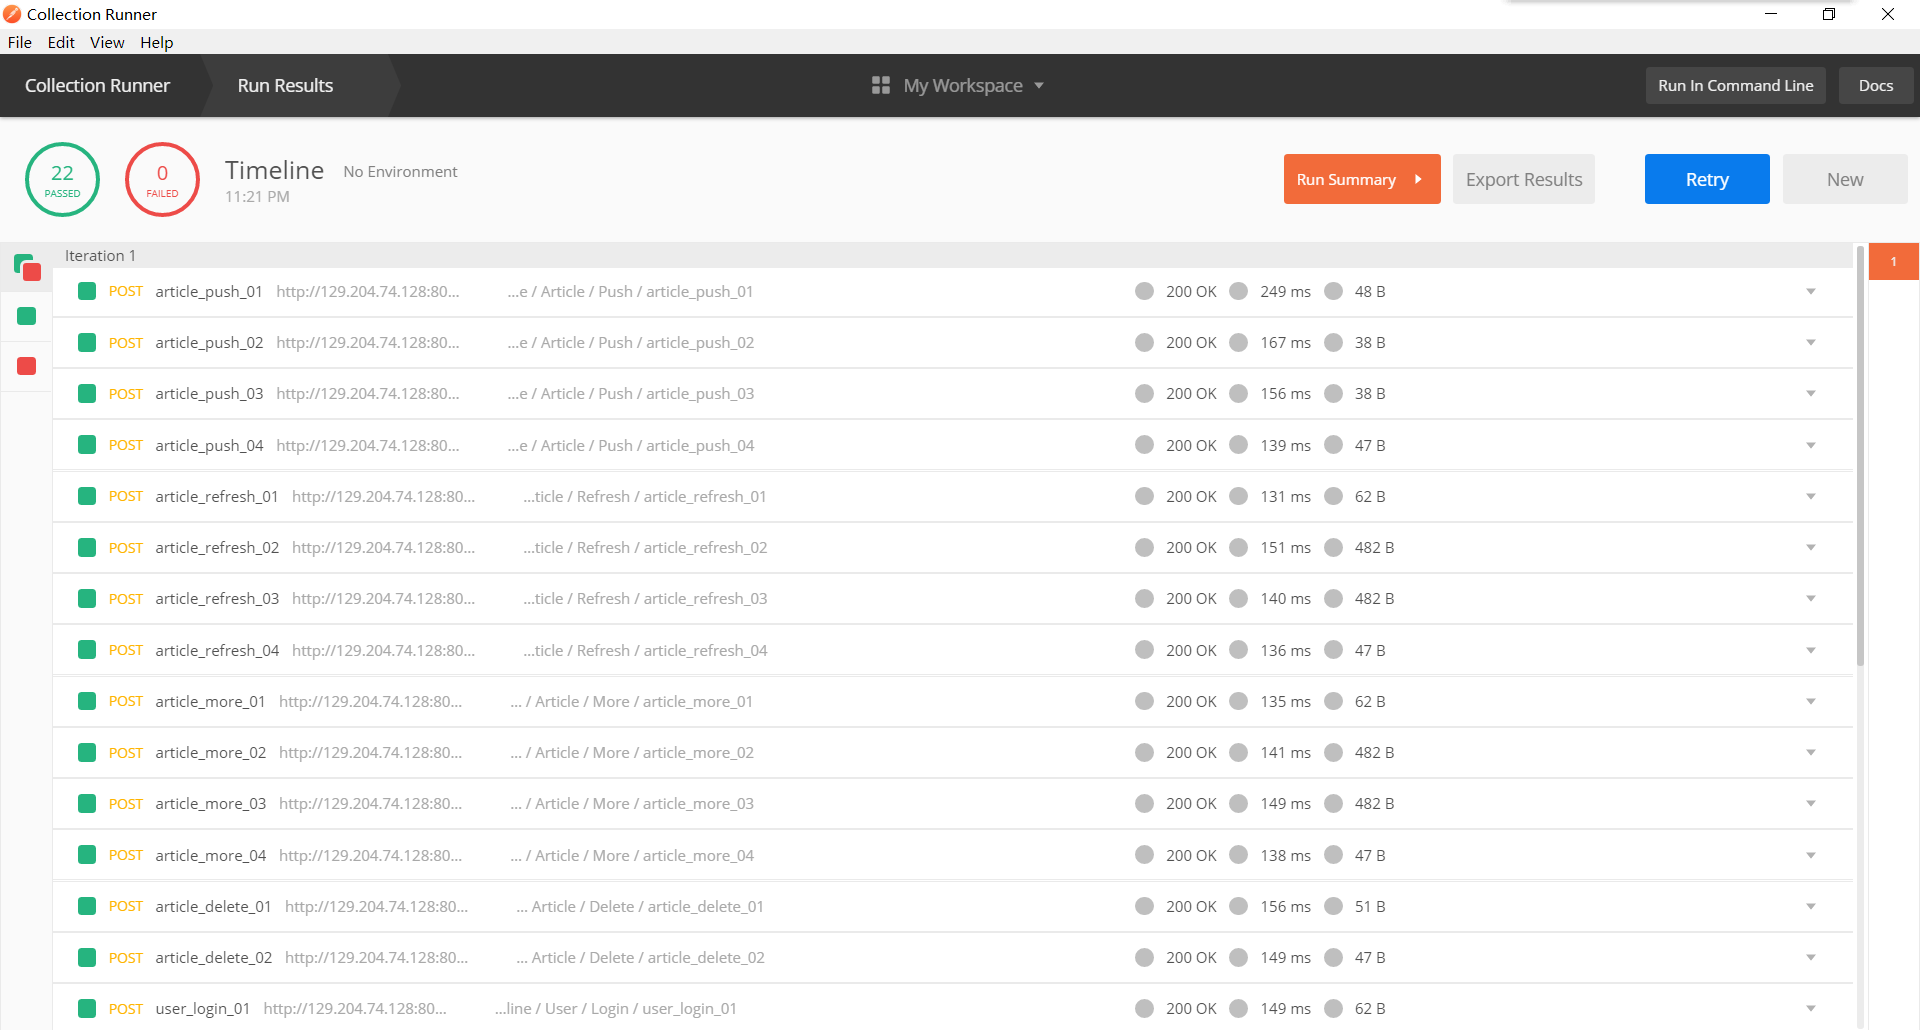 Collection Runner
File Edit View Help
Collection Runner Run Results My Workspace Run In Command Line Docs
22 PASSED
0 FAILED
Timeline No Environment
11:21 PM
Run Summary Export Results Retry New
Iteration 1
1
POST article_push_01 http://129.204.74.128:80... ...e / Article / Push / article_push_01 200 OK 249 ms 48 B
POST article_push_02 http://129.204.74.128:80... ...e / Article / Push / article_push_02 200 OK 167 ms 38 B
POST article_push_03 http://129.204.74.128:80... ...e / Article / Push / article_push_03 200 OK 156 ms 38 B
POST article_push_04 http://129.204.74.128:80... ...e / Article / Push / article_push_04 200 OK 139 ms 47 B
POST article_refresh_01 http://129.204.74.128:80... ...ticle / Refresh / article_refresh_01 200 OK 131 ms 62 B
POST article_refresh_02 http://129.204.74.128:80... ...ticle / Refresh / article_refresh_02 200 OK 151 ms 482 B
POST article_refresh_03 http://129.204.74.128:80... ...ticle / Refresh / article_refresh_03 200 OK 140 ms 482 B
POST article_refresh_04 http://129.204.74.128:80... ...ticle / Refresh / article_refresh_04 200 OK 136 ms 47 B
POST article_more_01 http://129.204.74.128:80... ... / Article / More / article_more_01 200 OK 135 ms 62 B
POST article_more_02 http://129.204.74.128:80... ... / Article / More / article_more_02 200 OK 141 ms 482 B
POST article_more_03 http://129.204.74.128:80... ... / Article / More / article_more_03 200 OK 149 ms 482 B
POST article_more_04 http://129.204.74.128:80... ... / Article / More / article_more_04 200 OK 138 ms 47 B
POST article_delete_01 http://129.204.74.128:80... ... Article / Delete / article_delete_01 200 OK 156 ms 51 B
POST article_delete_02 http://129.204.74.128:80... ... Article / Delete / article_delete_02 200 OK 149 ms 47 B
POST user_login_01 http://129.204.74.128:80... ...line / User / Login / user_login_01 200 OK 149 ms 62 B